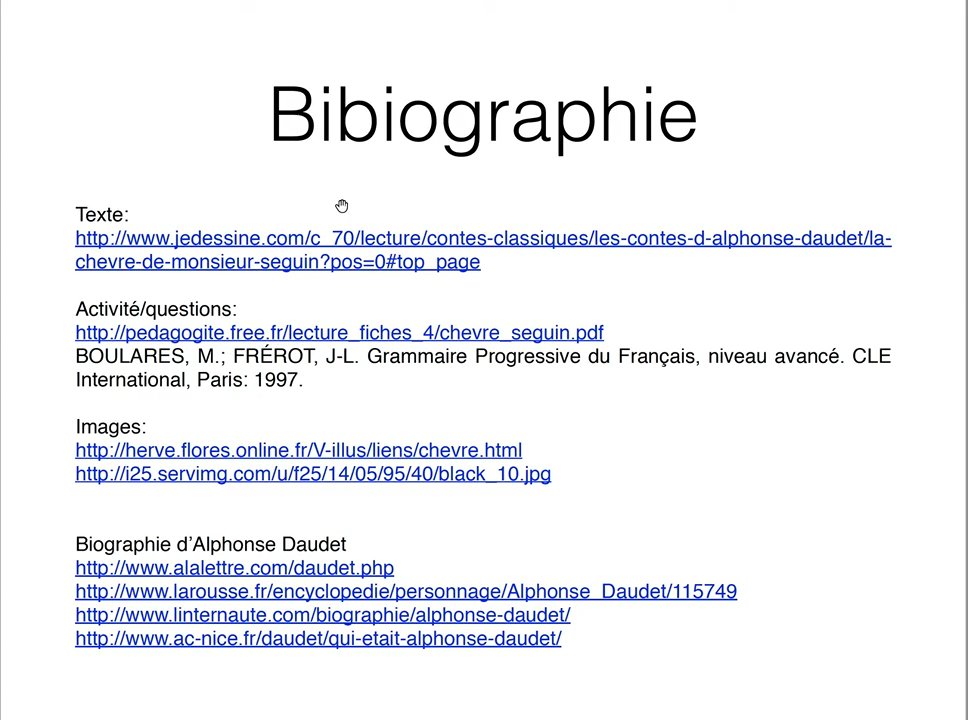 Bibiographie
Texte:
http://www.jedessine.com/c_70/lecture/contes-classiques/les-contes-d-alphonse-daudet/la-
chevre-de-monsieur-seguin?pos=0#top_page
Activité/questions:
http://pedagogite.free.fr/lecture_fiches_4/chevre_seguin.pdf
BOULARES, M.; FRÉROT, J-L. Grammaire Progressive du Français, niveau avancé. CLE
International, Paris: 1997.
Images:
http://herve.flores.online.fr/V-illus/liens/chevre.html
http://i25.servimg.com/u/f25/14/05/95/40/black_10.jpg
Biographie d’Alphonse Daudet
http://www.alalettre.com/daudet.php
http://www.larousse.fr/encyclopedie/personnage/Alphonse_Daudet/115749
http://www.linternaute.com/biographie/alphonse-daudet/
http://www.ac-nice.fr/daudet/qui-etait-alphonse-daudet/